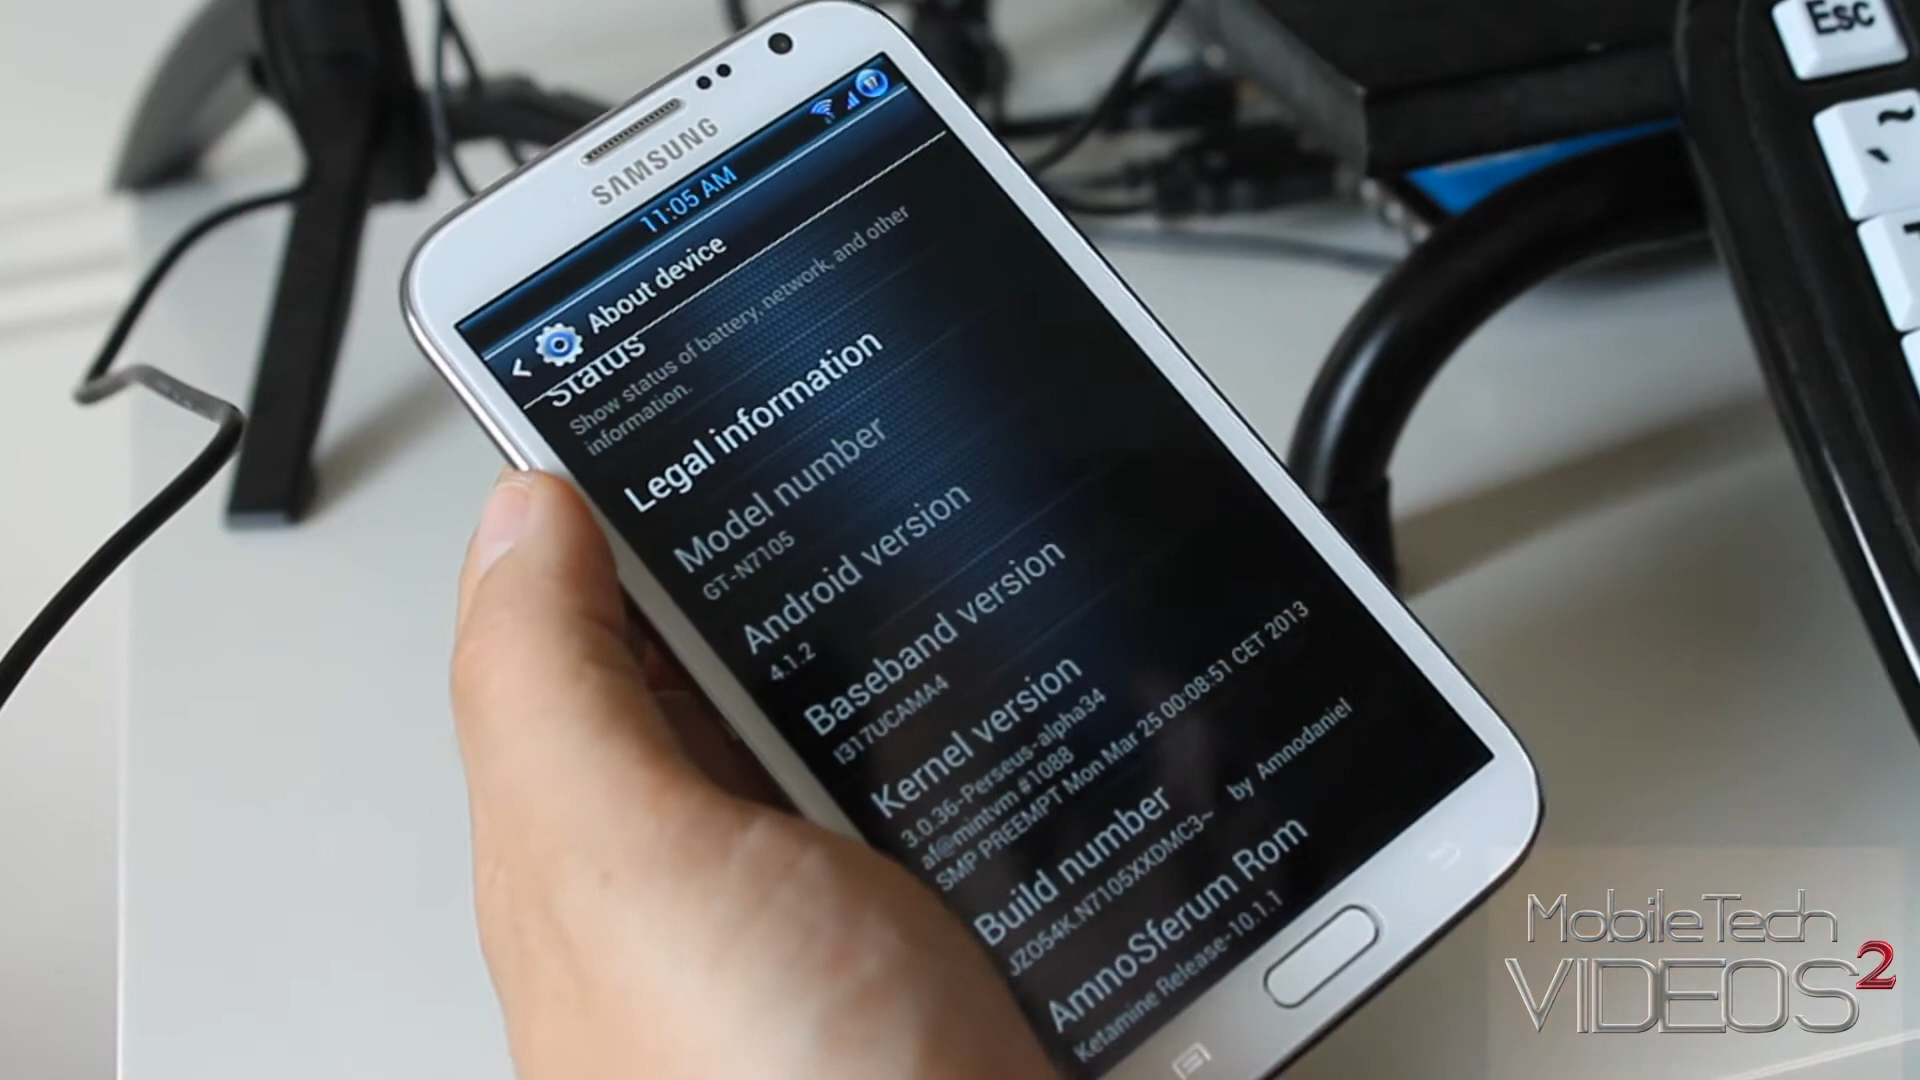 SAMSUNG
11:05 AM
About device
Status
Show status of battery, network, and other
information.
Legal information
Model number
GT-N7105
Android version
4.1.2
Baseband version
I317UCAMA4
Kernel version
3.0.36-Perseus-alpha34
af@mintvm #1088
SMP PREEMPT Mon Mar 25 00:08:51 CET 2013
Build number
JZO54K.N7105XXDMC3~ by Amnodaniel
AmnoSferum Rom
Ketamine Release-10.1.1
Esc
~
`
MobileTech
VIDEOS2